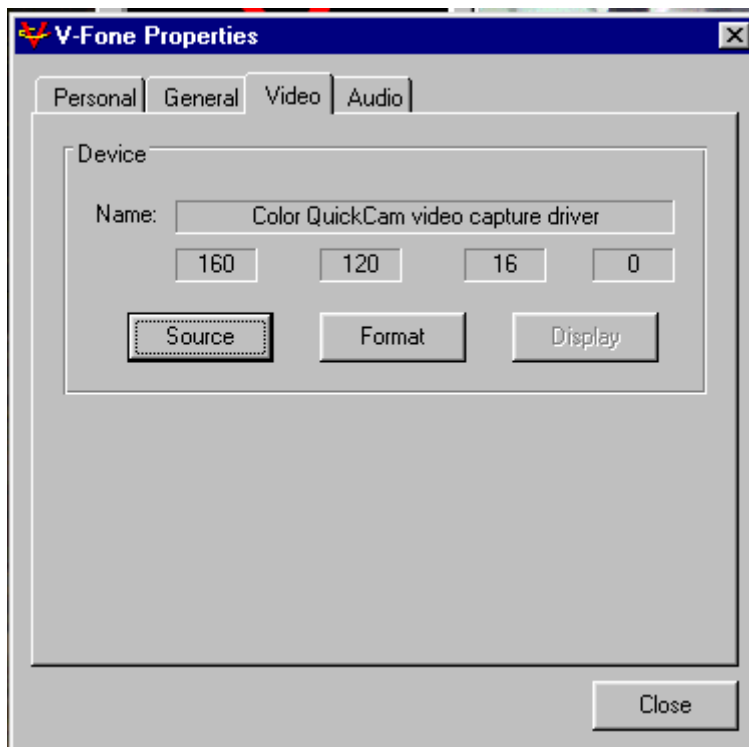 V-Fone Properties
Personal General Video Audio
Device
Name: Color QuickCam video capture driver
160 120 16 0
Source Format Display
Close